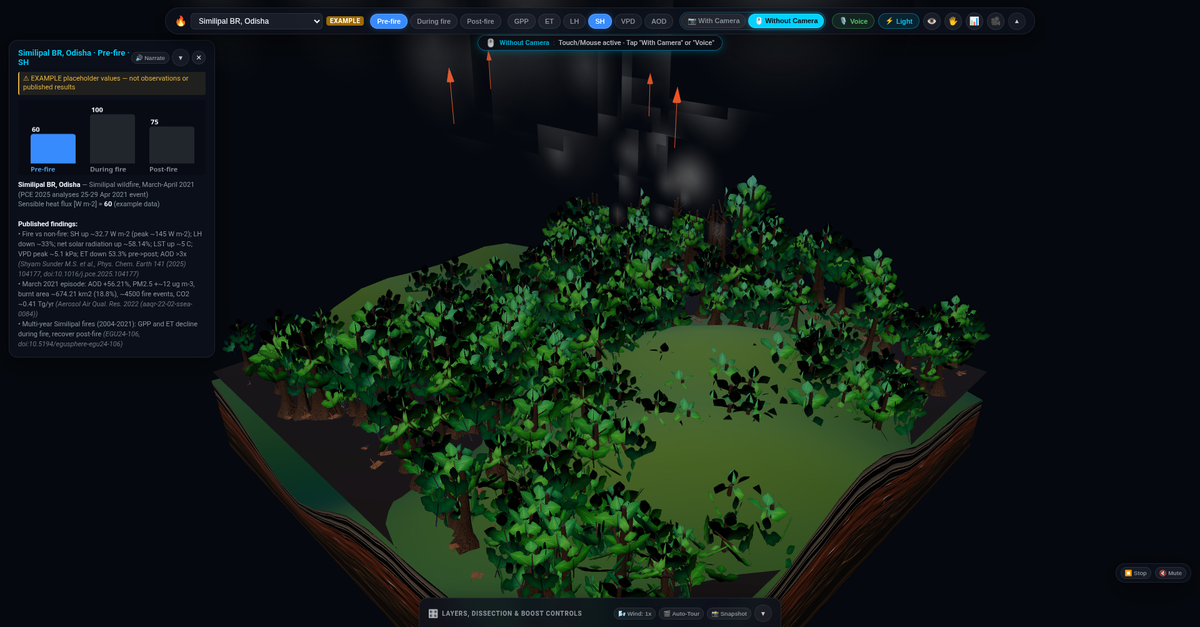 Similipal BR, Odisha EXAMPLE Pre-fire During fire Post-fire GPP ET LH SH VPD AOD With Camera Without Camera Voice Light
Without Camera : Touch/Mouse active · Tap "With Camera" or "Voice"
Similipal BR, Odisha · Pre-fire ·
SH
Narrate
⚠ EXAMPLE placeholder values — not observations or
published results
60
100
75
Pre-fire During fire Post-fire
Similipal BR, Odisha — Similipal wildfire, March-April 2021
(PCE 2025 analyses 25-29 Apr 2021 event)
Sensible heat flux [W m-2] = 60 (example data)
Published findings:
• Fire vs non-fire: SH up ~32.7 W m-2 (peak ~145 W m-2); LH
down ~33%; net solar radiation up ~58.14%; LST up ~5 C;
VPD peak ~5.1 kPa; ET down 53.3% pre->post; AOD >3x
(Shyam Sunder M.S. et al., Phys. Chem. Earth 141 (2025)
104177, doi:10.1016/j.pce.2025.104177)
• March 2021 episode: AOD +56.21%, PM2.5 +~12 ug m-3,
burnt area ~674.21 km2 (18.8%), ~4500 fire events, CO2
~0.41 Tg/yr (Aerosol Air Qual. Res. 2022 (aaqr-22-02-ssea-
0084))
• Multi-year Similipal fires (2004-2021): GPP and ET decline
during fire, recover post-fire (EGU24-106,
doi:10.5194/egusphere-egu24-106)
Stop Mute
LAYERS, DISSECTION & BOOST CONTROLS Wind: 1x Auto-Tour Snapshot